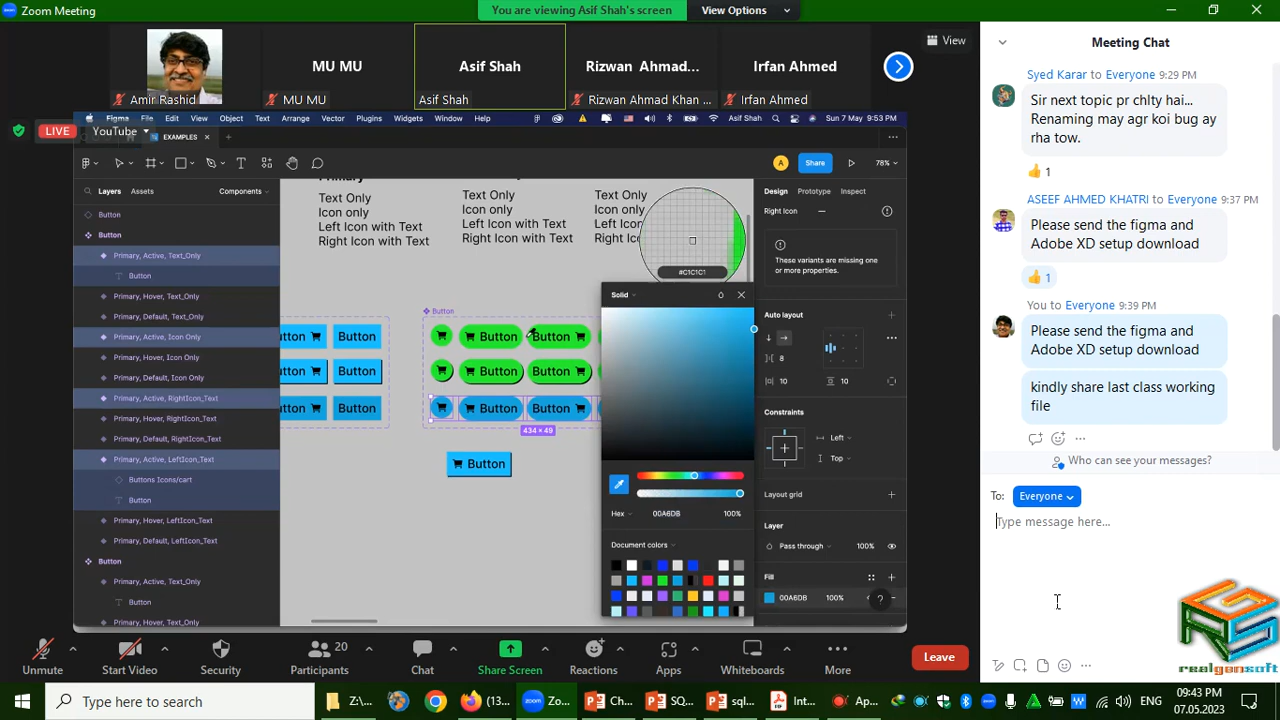 Zoom Meeting
You are viewing Asif Shah's screen
View Options
View
MU MU
Asif Shah
Rizwan Ahmad...
Irfan Ahmed
Amir Rashid
MU MU
Asif Shah
Rizwan Ahmad Khan ...
Irfan Ahmed
LIVE
YouTube
Figma File Edit View Object Text Arrange Vector Plugins Widgets Window Help
Asif Shah
Sun 7 May 9:53 PM
EXAMPLES
A
Share
78%
Layers
Assets
Components
Button
Button
Primary, Active, Text_Only
Button
Primary, Hover, Text_Only
Primary, Default, Text_Only
Primary, Active, Icon Only
Primary, Hover, Icon Only
Primary, Default, Icon Only
Primary, Active, RightIcon_Text
Primary, Hover, RightIcon_Text
Primary, Default, RightIcon_Text
Primary, Active, LeftIcon_Text
Buttons Icons/cart
Button
Primary, Hover, LeftIcon_Text
Primary, Default, LeftIcon_Text
Button
Primary, Active, Text_Only
Button
Primary, Hover, Text_Only
Text Only
Icon only
Left Icon with Text
Right Icon with Text
Text Only
Icon only
Left Icon with Text
Right Icon with Text
Text Only
Icon o
Left Ic
Right Ic
#C1C1C1
Button
utton
Button
Button
Button
utton
Button
Button
Button
utton
Button
Button
Button
434 × 49
Button
Solid
Hex
00A6DB
100%
Document colors
Design
Prototype
Inspect
Right Icon
These variants are missing one
or more properties.
Auto layout
8
10
10
Constraints
Left
Top
Layout grid
Layer
Pass through
100%
Fill
00A6DB
100%
?
Meeting Chat
Syed Karar to Everyone 9:29 PM
Sir next topic pr chlty hai...
Renaming may agr koi bug ay
rha tow.
1
ASEEF AHMED KHATRI to Everyone 9:37 PM
Please send the figma and
Adobe XD setup download
1
You to Everyone 9:39 PM
Please send the figma and
Adobe XD setup download
kindly share last class working
file
Who can see your messages?
To: Everyone
Type message here...
realgensoft
Unmute
Start Video
Security
20
Participants
Chat
Share Screen
Reactions
Apps
Whiteboards
More
Leave
Type here to search
Z:\
(13...
Zo...
Ch...
SQ...
sql...
Int...
Ap...
ENG
09:43 PM
07.05.2023